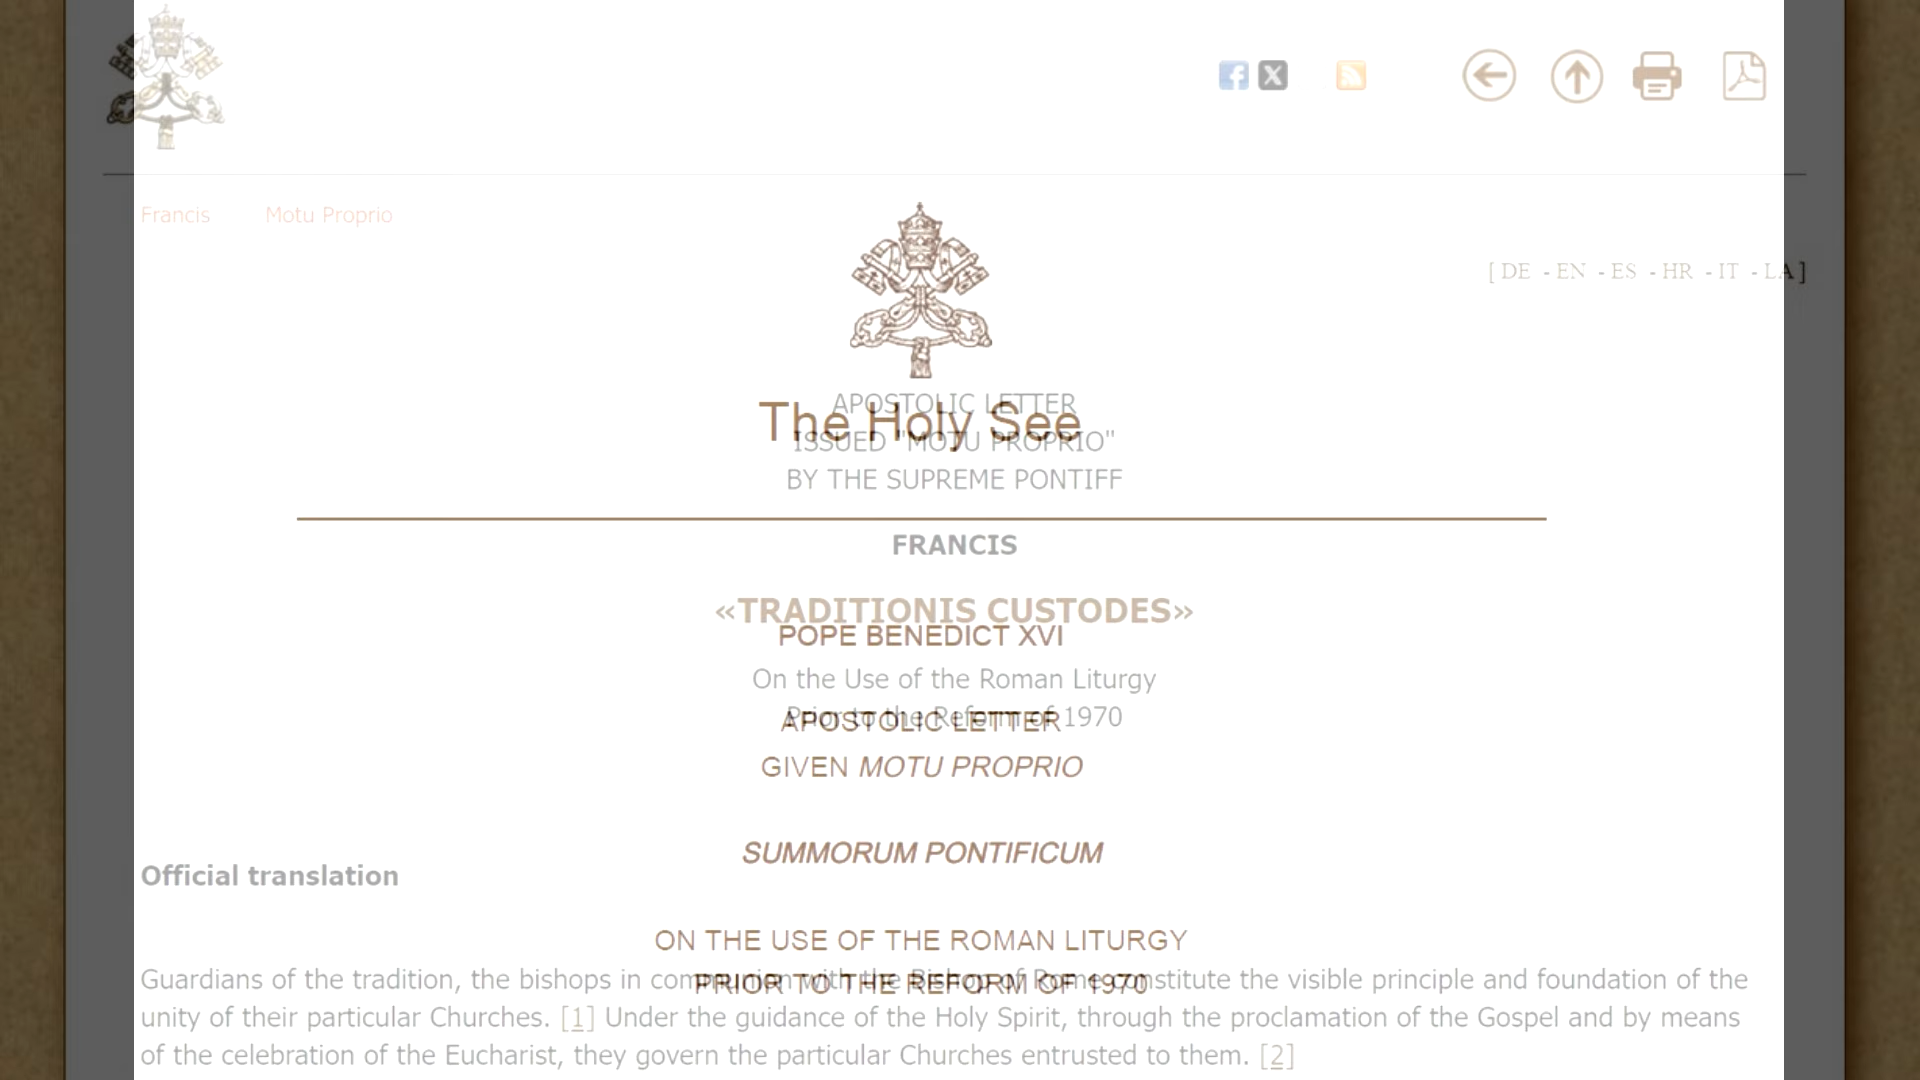 Francis Motu Proprio
[ DE - EN - ES - HR - IT - LA ]
APOSTOLIC LETTER
The Holy See
ISSUED "MOTU PROPRIO"
BY THE SUPREME PONTIFF
FRANCIS
«TRADITIONIS CUSTODES»
POPE BENEDICT XVI
On the Use of the Roman Liturgy
Prior to the Reform of 1970
APOSTOLIC LETTER
GIVEN MOTU PROPRIO
SUMMORUM PONTIFICUM
Official translation
ON THE USE OF THE ROMAN LITURGY
Guardians of the tradition, the bishops in communion with the Bishop of Rome constitute the visible principle and foundation of the
PRIOR TO THE REFORM OF 1970
unity of their particular Churches. [1] Under the guidance of the Holy Spirit, through the proclamation of the Gospel and by means
of the celebration of the Eucharist, they govern the particular Churches entrusted to them. [2]